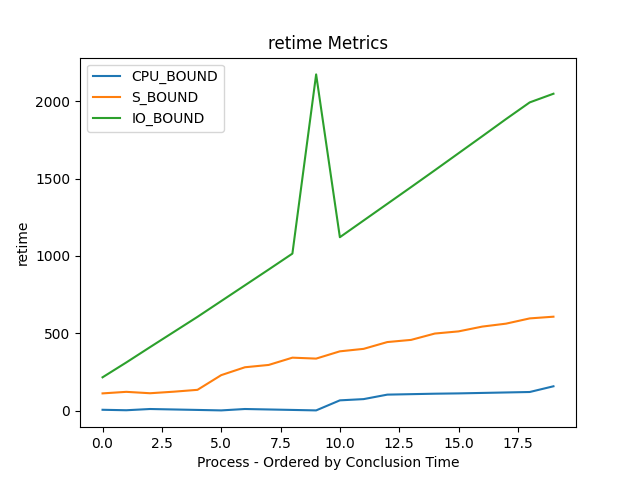 retime Metrics
CPU_BOUND
S_BOUND
IO_BOUND
retime
2000
1500
1000
500
0
0.0 2.5 5.0 7.5 10.0 12.5 15.0 17.5
Process - Ordered by Conclusion Time